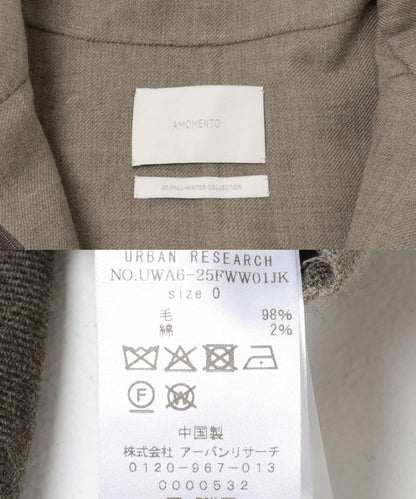 AMOMENTO
25 FALL-WINTER COLLECTION
URBAN RESEARCH
NO.UWA6-25FWW01JK
size 0
毛 98%
綿 2%
P
F
W
中国製
株式会社 アーバンリサーチ
0120-967-013
0000532